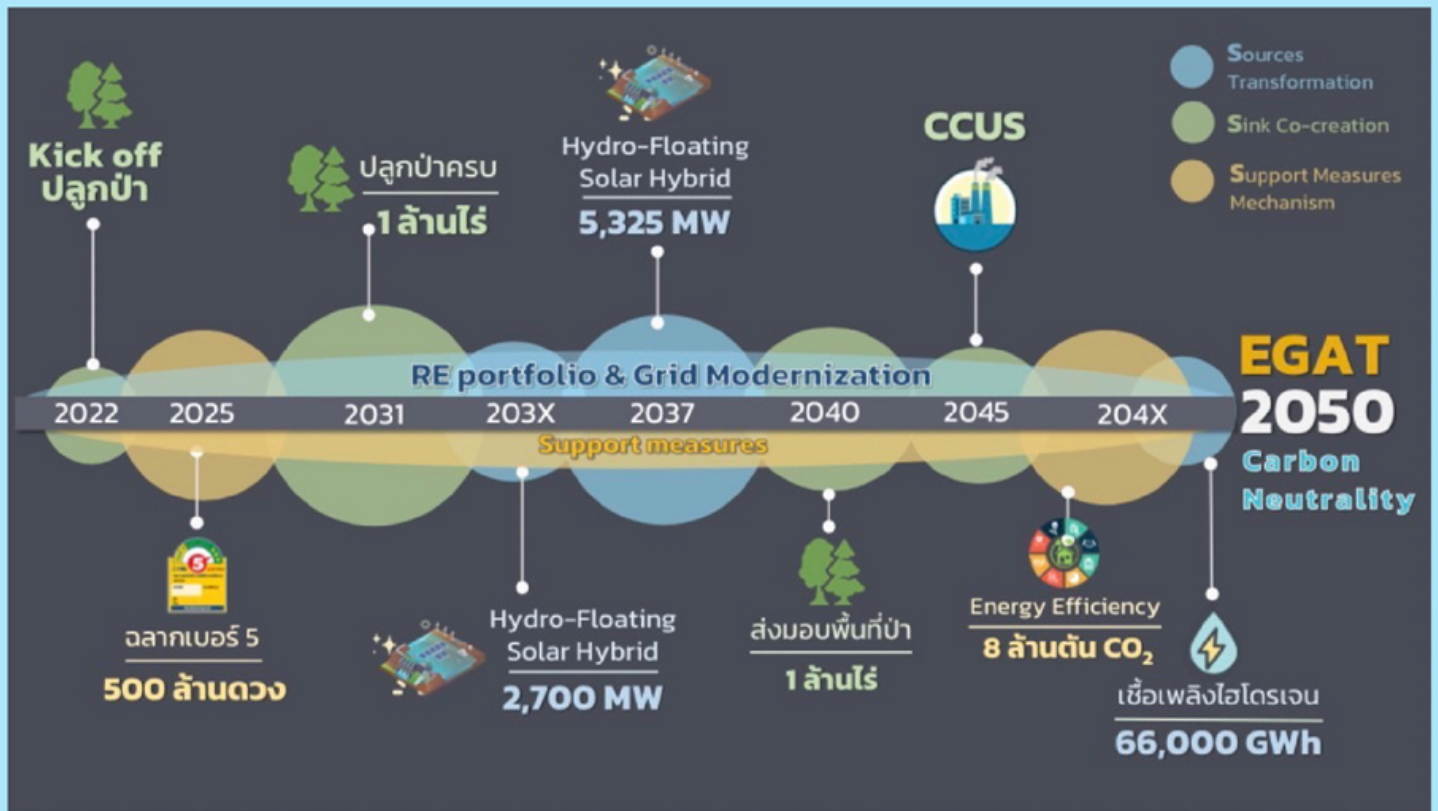 Sources
Transformation
Sink Co-creation
Support Measures
Mechanism
Kick off
ปลูกป่า
ปลูกป่าครบ
1 ล้านไร่
Hydro-Floating
Solar Hybrid
5,325 MW
CCUS
RE portfolio & Grid Modernization
2022 2025 2031 203X 2037 2040 2045 204X
Support measures
EGAT
2050
Carbon
Neutrality
5
ฉลากเบอร์ 5
500 ล้านดวง
Hydro-Floating
Solar Hybrid
2,700 MW
ส่งมอบพื้นที่ป่า
1 ล้านไร่
Energy Efficiency
8 ล้านตัน CO₂
เชื้อเพลิงไฮโดรเจน
66,000 GWh